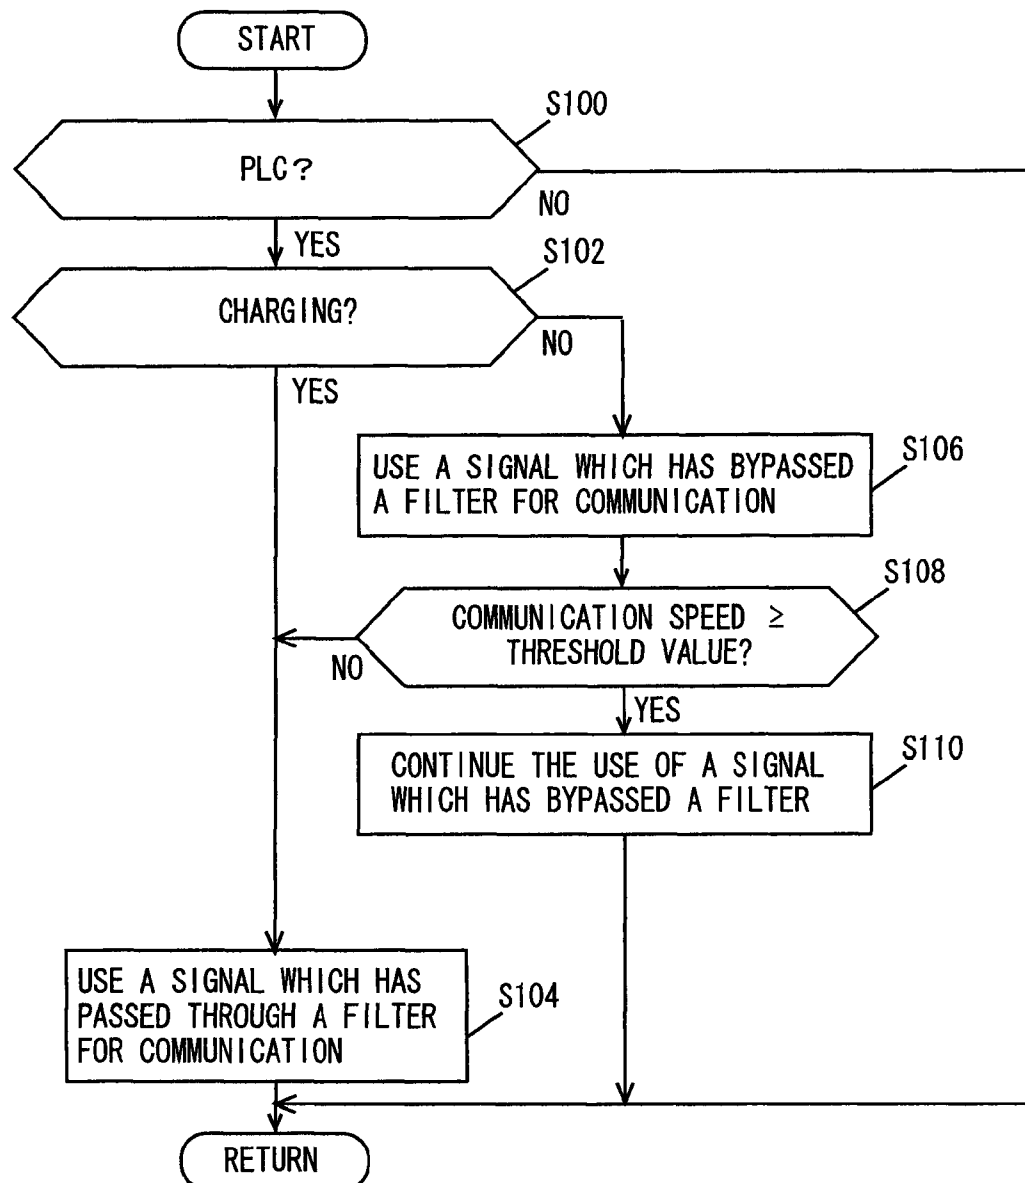 START
S100
PLC?
NO
YES
S102
CHARGING?
NO
YES
S106
USE A SIGNAL WHICH HAS BYPASSED
A FILTER FOR COMMUNICATION
S108
COMMUNICATION SPEED ≥
THRESHOLD VALUE?
NO
YES
S110
CONTINUE THE USE OF A SIGNAL
WHICH HAS BYPASSED A FILTER
USE A SIGNAL WHICH HAS
PASSED THROUGH A FILTER
FOR COMMUNICATION
S104
RETURN